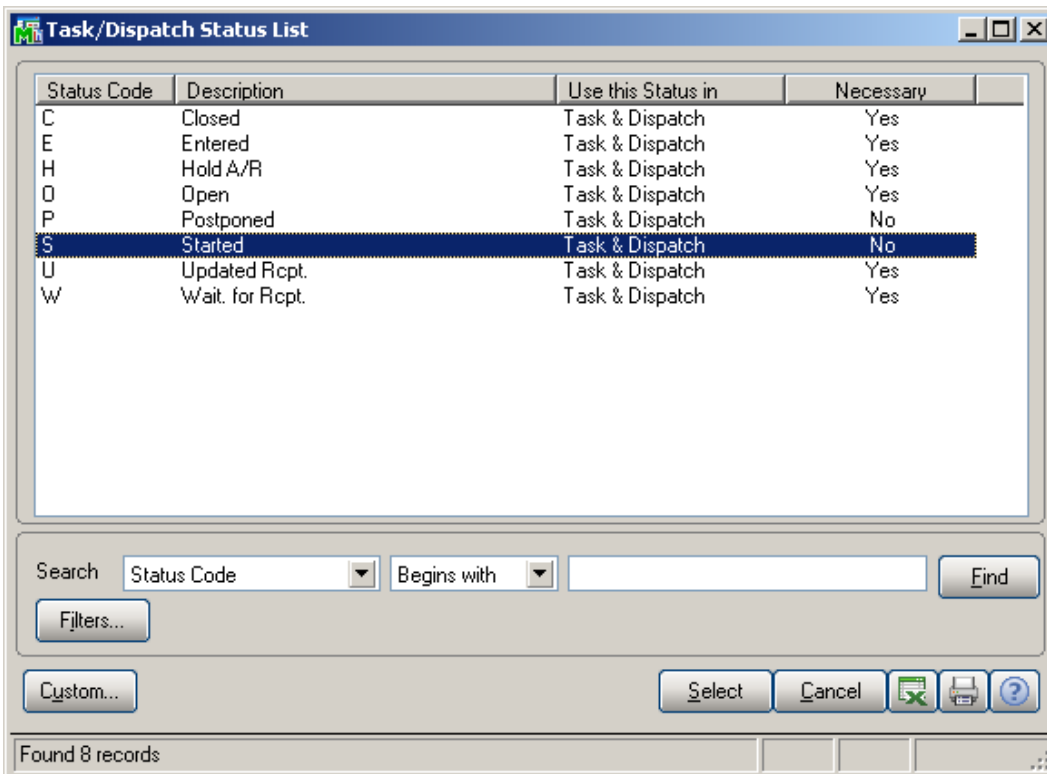 Task/Dispatch Status List
Status Code Description Use this Status in Necessary
C Closed Task & Dispatch Yes
E Entered Task & Dispatch Yes
H Hold A/R Task & Dispatch Yes
O Open Task & Dispatch Yes
P Postponed Task & Dispatch No
S Started Task & Dispatch No
U Updated Rcpt. Task & Dispatch Yes
W Wait. for Rcpt. Task & Dispatch Yes
Search Status Code Begins with Find
Filters...
Custom... Select Cancel
Found 8 records